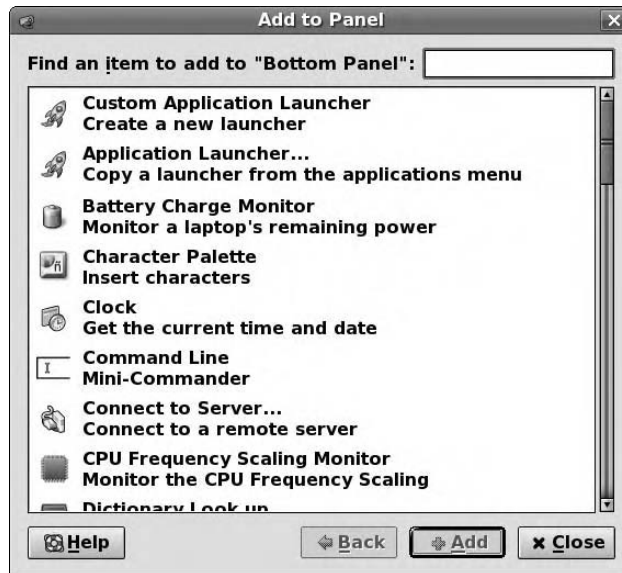 Add to Panel
Find an item to add to "Bottom Panel":
Custom Application Launcher
Create a new launcher
Application Launcher...
Copy a launcher from the applications menu
Battery Charge Monitor
Monitor a laptop's remaining power
Character Palette
Insert characters
Clock
Get the current time and date
Command Line
Mini-Commander
Connect to Server...
Connect to a remote server
CPU Frequency Scaling Monitor
Monitor the CPU Frequency Scaling
Dictionary Look up
Help Back Add Close